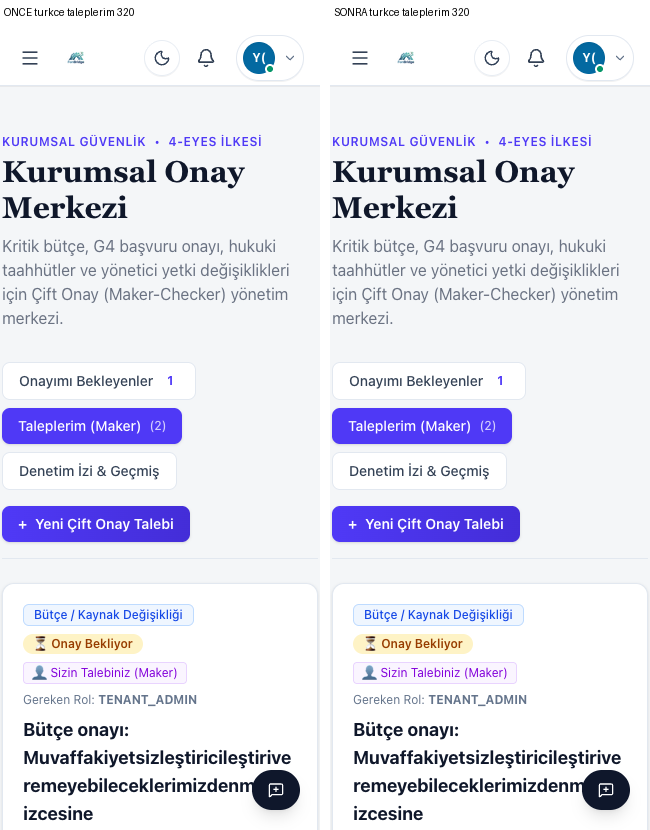 ONCE turkce taleplerim 320
Y(
KURUMSAL GÜVENLİK • 4-EYES İLKESİ
Kurumsal Onay
Merkezi
Kritik bütçe, G4 başvuru onayı, hukuki
taahhütler ve yönetici yetki değişiklikleri
için Çift Onay (Maker-Checker) yönetim
merkezi.
Onayımı Bekleyenler 1
Taleplerim (Maker) (2)
Denetim İzi & Geçmiş
+ Yeni Çift Onay Talebi
Bütçe / Kaynak Değişikliği
⏳ Onay Bekliyor
👤 Sizin Talebiniz (Maker)
Gereken Rol: TENANT_ADMIN
Bütçe onayı:
Muvaffakiyetsizleştiricileştirive
remeyebileceklerimizdenm
izcesine
SONRA turkce taleplerim 320
Y(
KURUMSAL GÜVENLİK • 4-EYES İLKESİ
Kurumsal Onay
Merkezi
Kritik bütçe, G4 başvuru onayı, hukuki
taahhütler ve yönetici yetki değişiklikleri
için Çift Onay (Maker-Checker) yönetim
merkezi.
Onayımı Bekleyenler 1
Taleplerim (Maker) (2)
Denetim İzi & Geçmiş
+ Yeni Çift Onay Talebi
Bütçe / Kaynak Değişikliği
⏳ Onay Bekliyor
👤 Sizin Talebiniz (Maker)
Gereken Rol: TENANT_ADMIN
Bütçe onayı:
Muvaffakiyetsizleştiricileştirive
remeyebileceklerimizdenm
izcesine